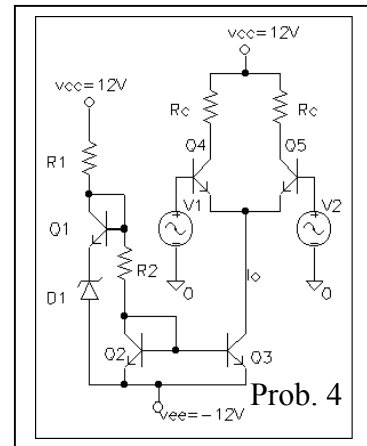 vcc=12V
vcc=12V
Rc
Rc
Q4
Q5
R1
V1
V2
Q1
R2
Io
D1
0
0
Q2
Q3
Prob. 4
vee=-12V